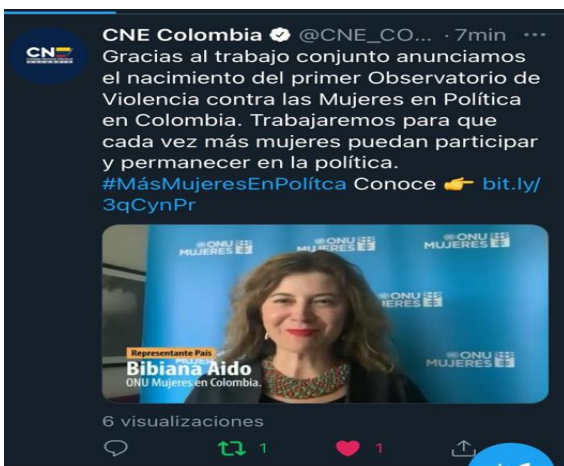 CNE Colombia @CNE_CO... · 7min ...
CNE
COLOMBIA
Gracias al trabajo conjunto anunciamos
el nacimiento del primer Observatorio de
Violencia contra las Mujeres en Política
en Colombia. Trabajaremos para que
cada vez más mujeres puedan participar
y permanecer en la política.
#MásMujeresEnPolítca Conoce 👉 bit.ly/
3qCynPr
ONU MUJERES
ONU MUJERES
ONU MUJERES
ONU MUJERES
ONU MUJERES
Representante País
Bibiana Aido
ONU Mujeres en Colombia.
6 visualizaciones
1
1